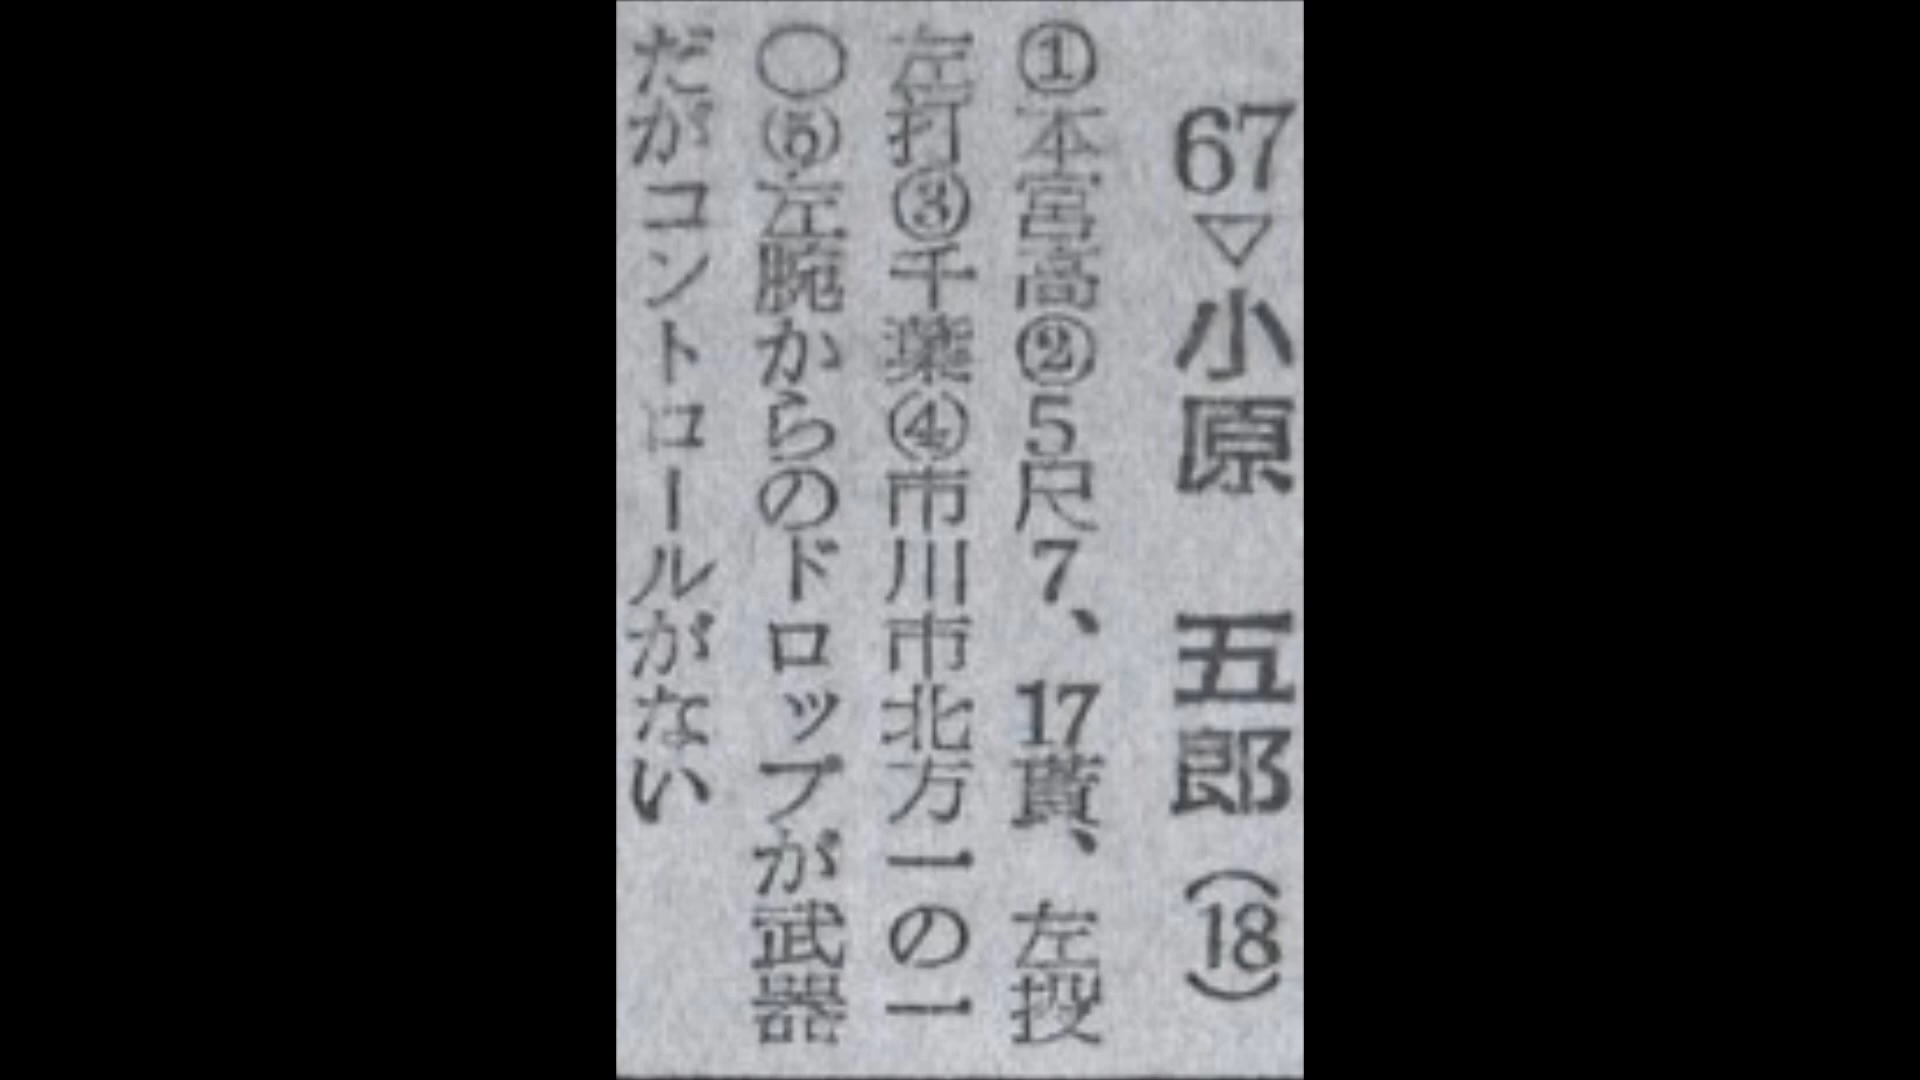 67▽小原 五郎(18)
①本宮高②5尺7、17貫、左投
左打③千葉④市川市北方一の一
〇⑤左腕からのドロップが武器
だがコントロールがない